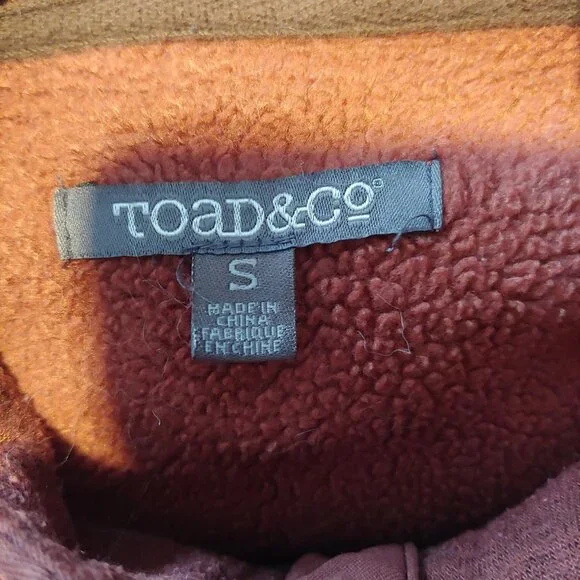 TOAD&CO
S
MADE IN
CHINA
FABRIQUE
EN CHINE